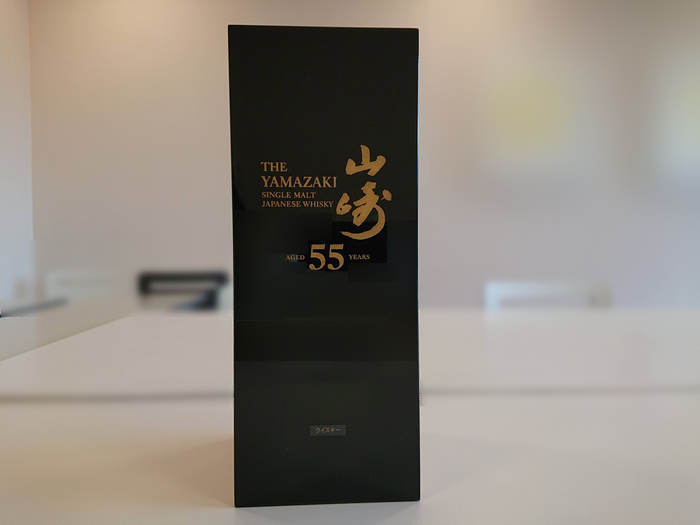 THE
YAMAZAKI
SINGLE MALT
JAPANESE WHISKY
山崎
AGED 55 YEARS
ウイスキー